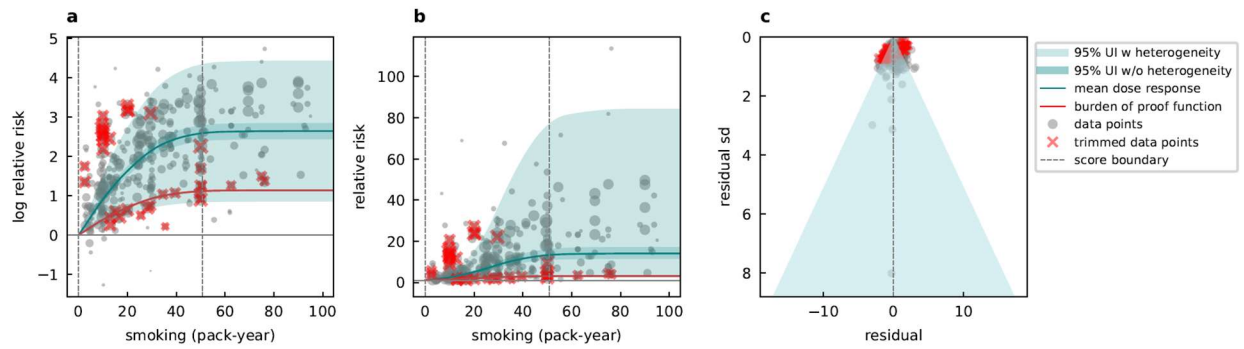 a
5
4
3
2
1
0
−1
log relative risk
0 20 40 60 80 100
smoking (pack-year)
b
100
80
60
40
20
0
relative risk
0 20 40 60 80 100
smoking (pack-year)
c
0
2
4
6
8
residual sd
−10 0 10
residual
95% UI w heterogeneity
95% UI w/o heterogeneity
mean dose response
burden of proof function
data points
trimmed data points
score boundary